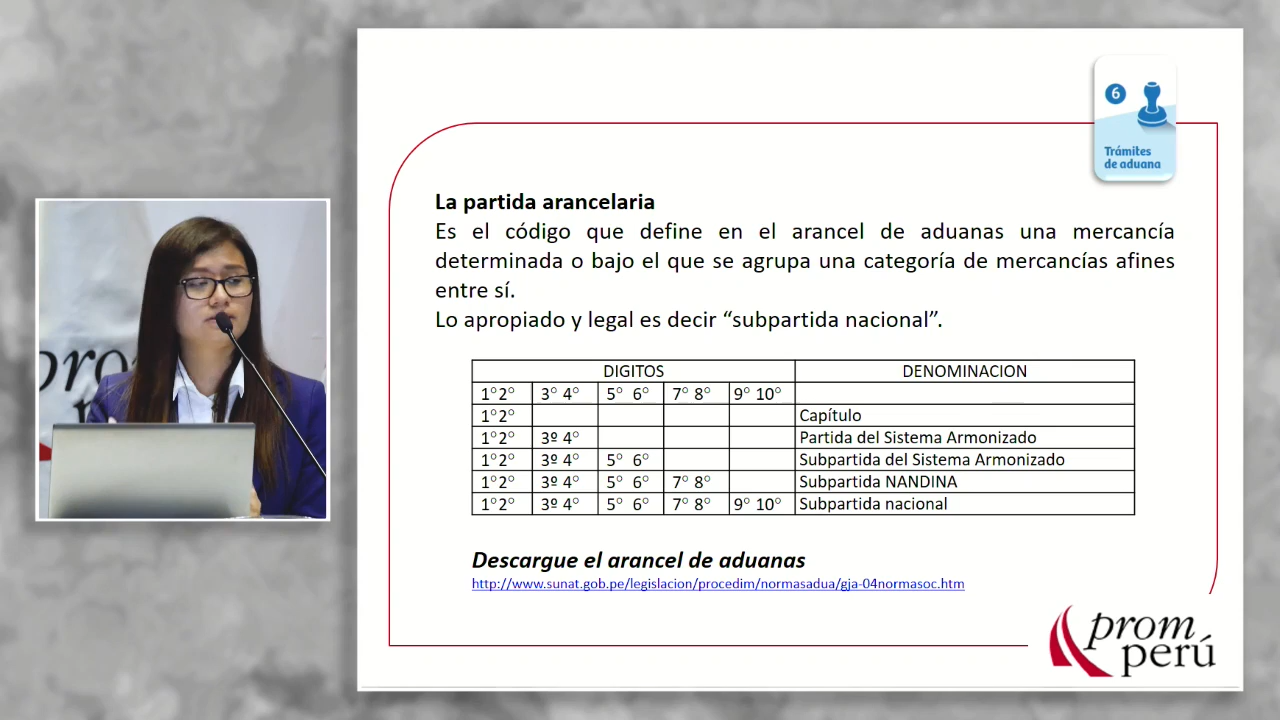 6
Trámites
de aduana
La partida arancelaria
Es el código que define en el arancel de aduanas una mercancía
determinada o bajo el que se agrupa una categoría de mercancías afines
entre sí.
Lo apropiado y legal es decir “subpartida nacional”.
DIGITOS DENOMINACION
1°2° 3° 4° 5° 6° 7° 8° 9° 10°
1°2° Capítulo
1°2° 3º 4° Partida del Sistema Armonizado
1°2° 3º 4° 5° 6° Subpartida del Sistema Armonizado
1°2° 3º 4° 5° 6° 7° 8° Subpartida NANDINA
1°2° 3º 4° 5° 6° 7° 8° 9° 10° Subpartida nacional
Descargue el arancel de aduanas
http://www.sunat.gob.pe/legislacion/procedim/normasadua/gja-04normasoc.htm
prom
perú